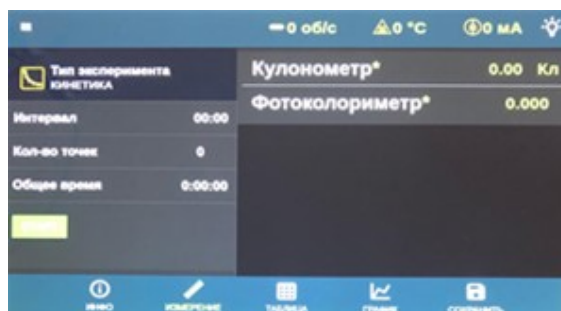 0 об/с 0 °C 0 мА
Тип эксперимента
КИНЕТИКА
Интервал 00:00
Кол-во точек 0
Общее время 0:00:00
Кулонометр* 0.00 Кл
Фотоколориметр* 0.000
ИНФО ИЗМЕРЕНИЕ ТАБЛИЦА ГРАФИК СОХРАНИТЬ